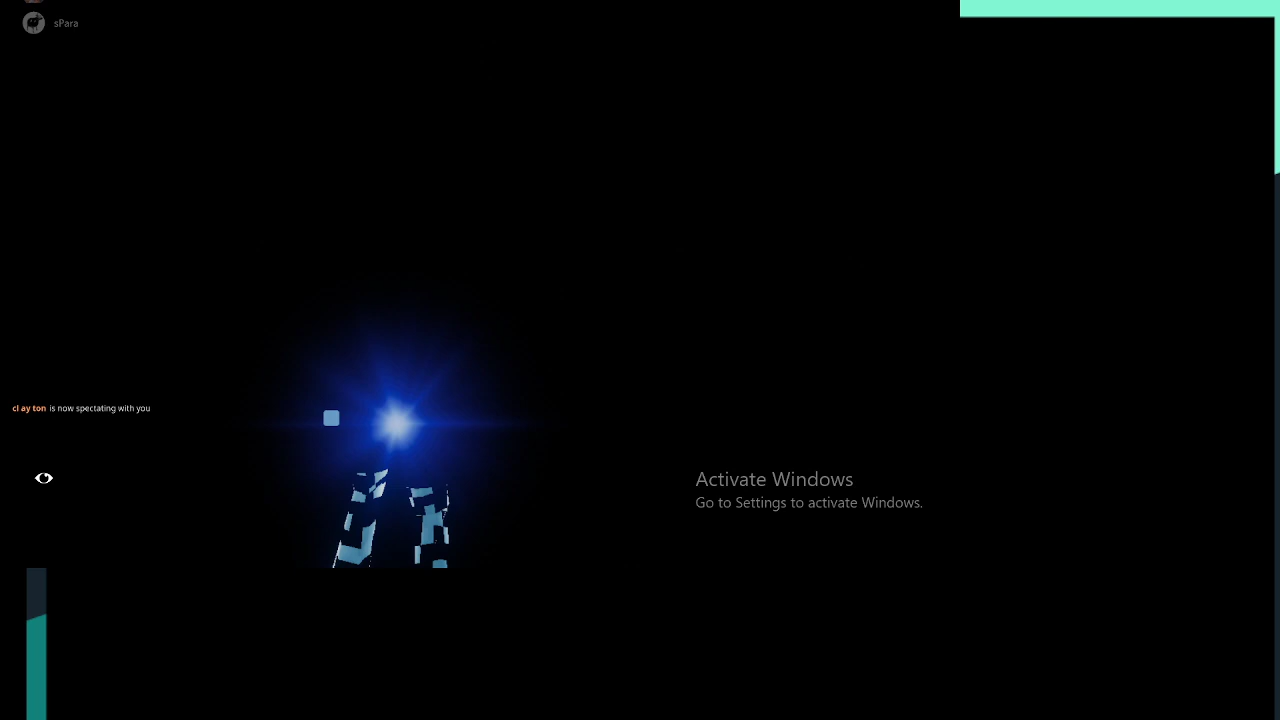 sPara
cl ay ton is now spectating with you
Activate Windows
Go to Settings to activate Windows.